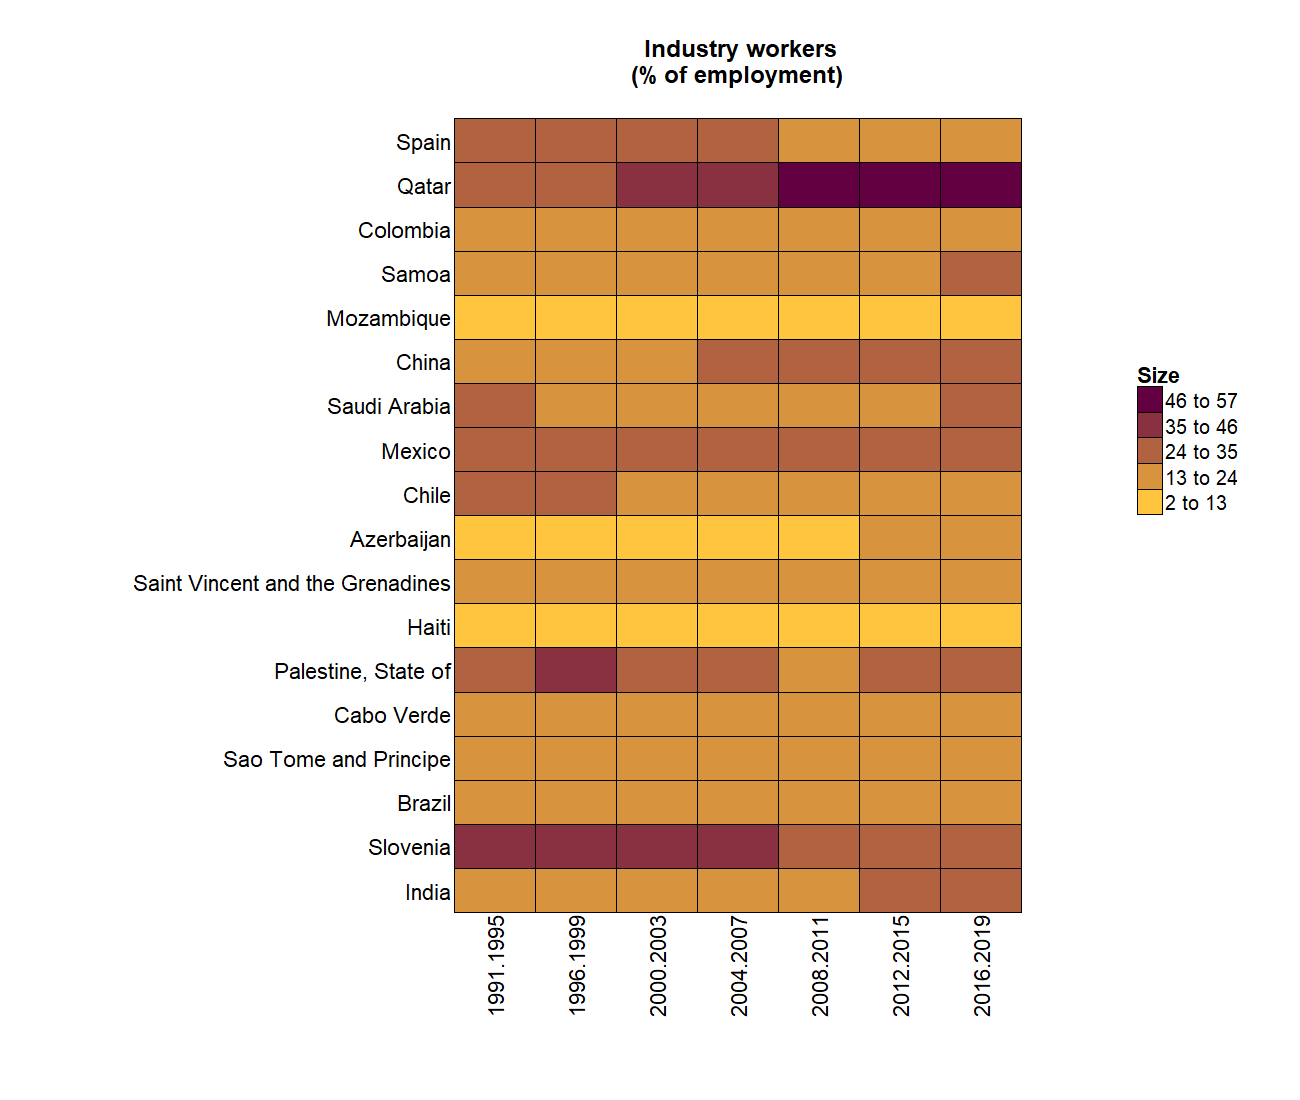 Industry workers
(% of employment)
Spain
Qatar
Colombia
Samoa
Mozambique
China
Saudi Arabia
Mexico
Chile
Azerbaijan
Saint Vincent and the Grenadines
Haiti
Palestine, State of
Cabo Verde
Sao Tome and Principe
Brazil
Slovenia
India
1991.1995
1996.1999
2000.2003
2004.2007
2008.2011
2012.2015
2016.2019
Size
46 to 57
35 to 46
24 to 35
13 to 24
2 to 13